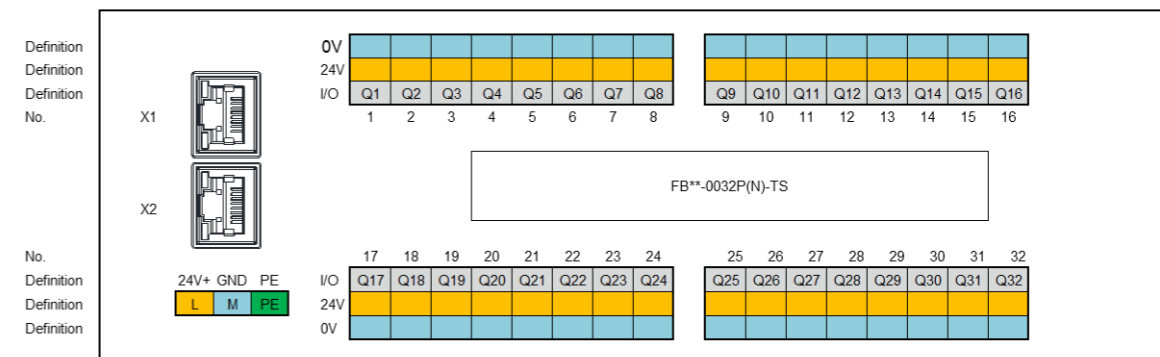 Definition 0V
Definition 24V
Definition I/O Q1 Q2 Q3 Q4 Q5 Q6 Q7 Q8 Q9 Q10 Q11 Q12 Q13 Q14 Q15 Q16
No. X1 1 2 3 4 5 6 7 8 9 10 11 12 13 14 15 16
FB**-0032P(N)-TS
X2
No. 17 18 19 20 21 22 23 24 25 26 27 28 29 30 31 32
Definition 24V+ GND PE I/O Q17 Q18 Q19 Q20 Q21 Q22 Q23 Q24 Q25 Q26 Q27 Q28 Q29 Q30 Q31 Q32
Definition L M PE 24V
Definition 0V